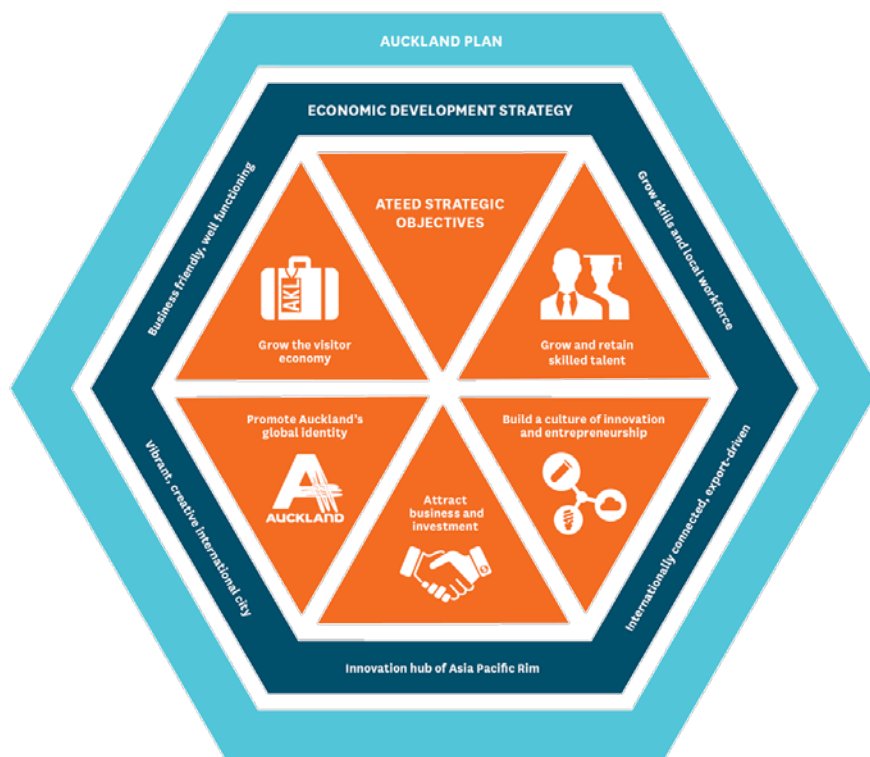 AUCKLAND PLAN
ECONOMIC DEVELOPMENT STRATEGY
Business friendly, well functioning
Grow skills and local workforce
ATEED STRATEGIC
OBJECTIVES
AKL
Grow the visitor
economy
Grow and retain
skilled talent
Promote Auckland's
global identity
AUCKLAND
Attract
business and
investment
Build a culture of innovation
and entrepreneurship
Vibrant, creative international city
Internationally connected, export-driven
Innovation hub of Asia Pacific Rim